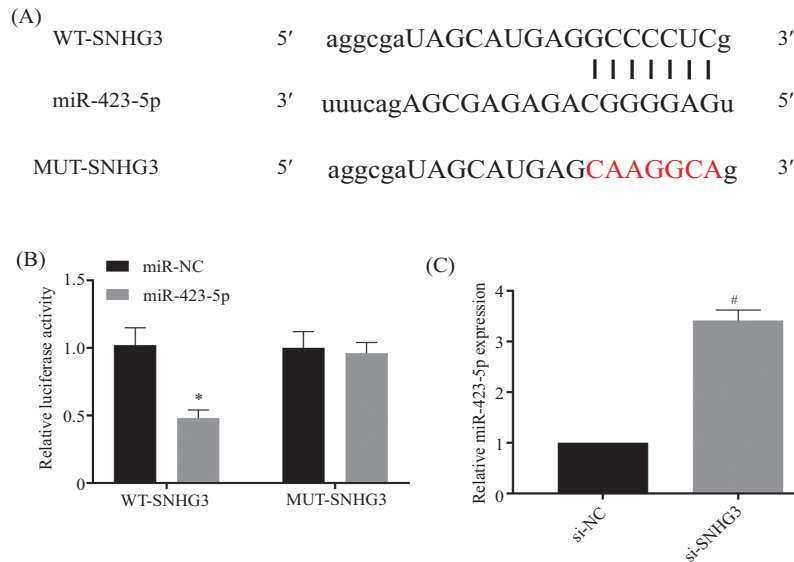 (A)
WT-SNHG3 5′ aggcgaUAGCAUGAGGCCCCUCg 3′
miR-423-5p 3′ uuucagAGCGAGAGACGGGGAGu 5′
MUT-SNHG3 5′ aggcgaUAGCAUGAGCAAGGCAg 3′
(B)
miR-NC
miR-423-5p
Relative luciferase activity
1.5
1.0
0.5
0
*
WT-SNHG3 MUT-SNHG3
(C)
Relative miR-423-5p expression
4
3
2
1
0
#
si-NC
si-SNHG3